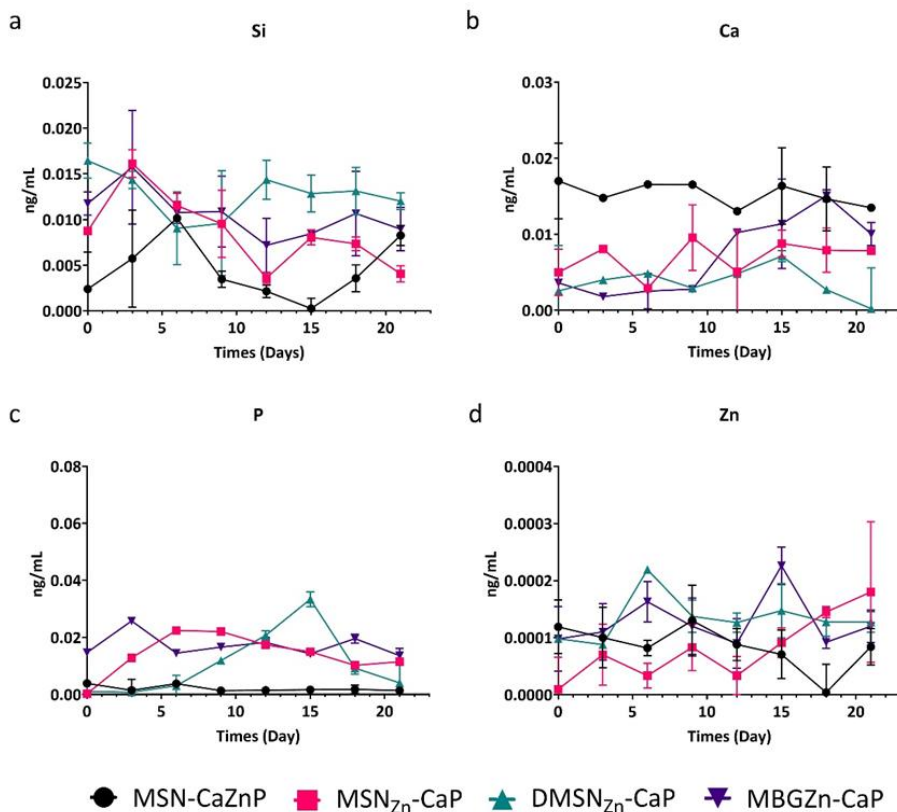 a
Si
0.025
0.020
0.015
0.010
0.005
0.000
ng/mL
0 5 10 15 20
Times (Days)
b
Ca
0.03
0.02
0.01
0.00
ng/mL
0 5 10 15 20
Times (Day)
c
P
0.08
0.06
0.04
0.02
0.00
ng/mL
0 5 10 15 20
Times (Day)
d
Zn
0.0004
0.0003
0.0002
0.0001
0.0000
ng/mL
0 5 10 15 20
Times (Day)
MSN-CaZnP MSNZn-CaP DMSNZn-CaP MBGZn-CaP